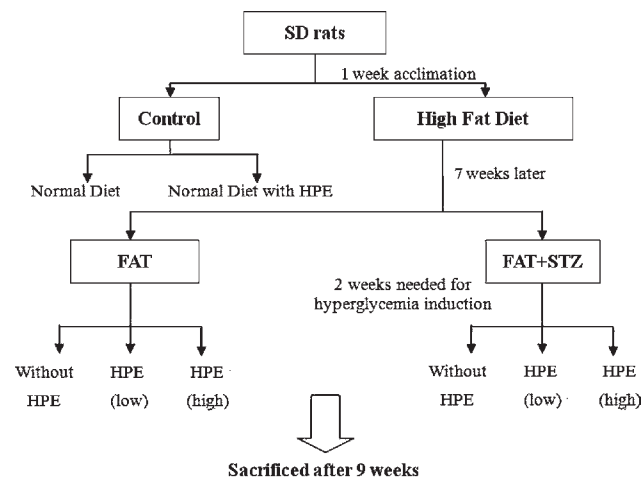 SD rats
1 week acclimation
Control
High Fat Diet
Normal Diet
Normal Diet with HPE
7 weeks later
FAT
FAT+STZ
2 weeks needed for
hyperglycemia induction
Without
HPE
HPE
(low)
HPE
(high)
Without
HPE
HPE
(low)
HPE
(high)
Sacrificed after 9 weeks